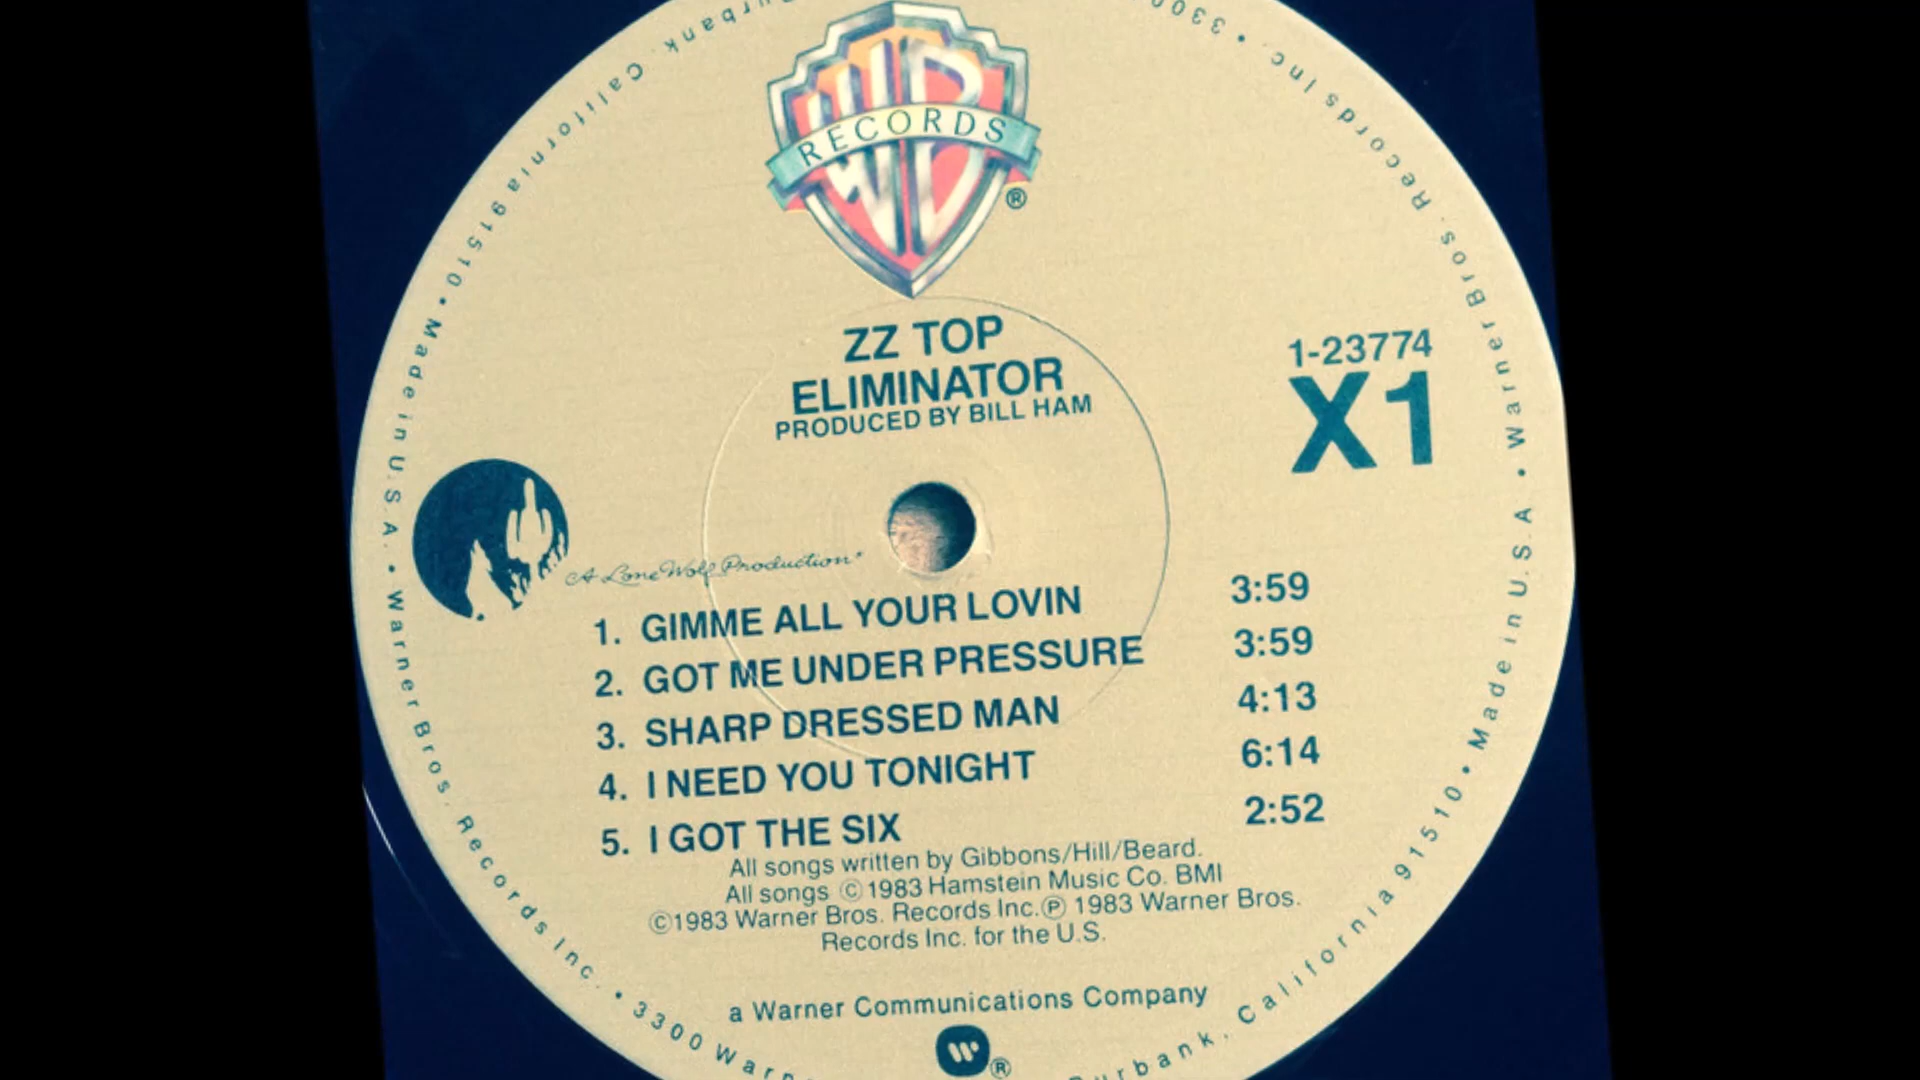 RECORDS
®
ZZ TOP
ELIMINATOR
PRODUCED BY BILL HAM
1-23774
X1
A Lone Wolf Production*
1. GIMME ALL YOUR LOVIN 3:59
2. GOT ME UNDER PRESSURE 3:59
3. SHARP DRESSED MAN 4:13
4. I NEED YOU TONIGHT 6:14
5. I GOT THE SIX 2:52
All songs written by Gibbons/Hill/Beard.
All songs ©1983 Hamstein Music Co. BMI
©1983 Warner Bros. Records Inc.℗ 1983 Warner Bros.
Records Inc. for the U.S.
a Warner Communications Company
®
California 91510 • Made in U.S.A. • Warner Bros. Records Inc. • 3300
Burbank, California 91510 • Made in U.S.A. • Warner Bros. Records Inc. • 3300